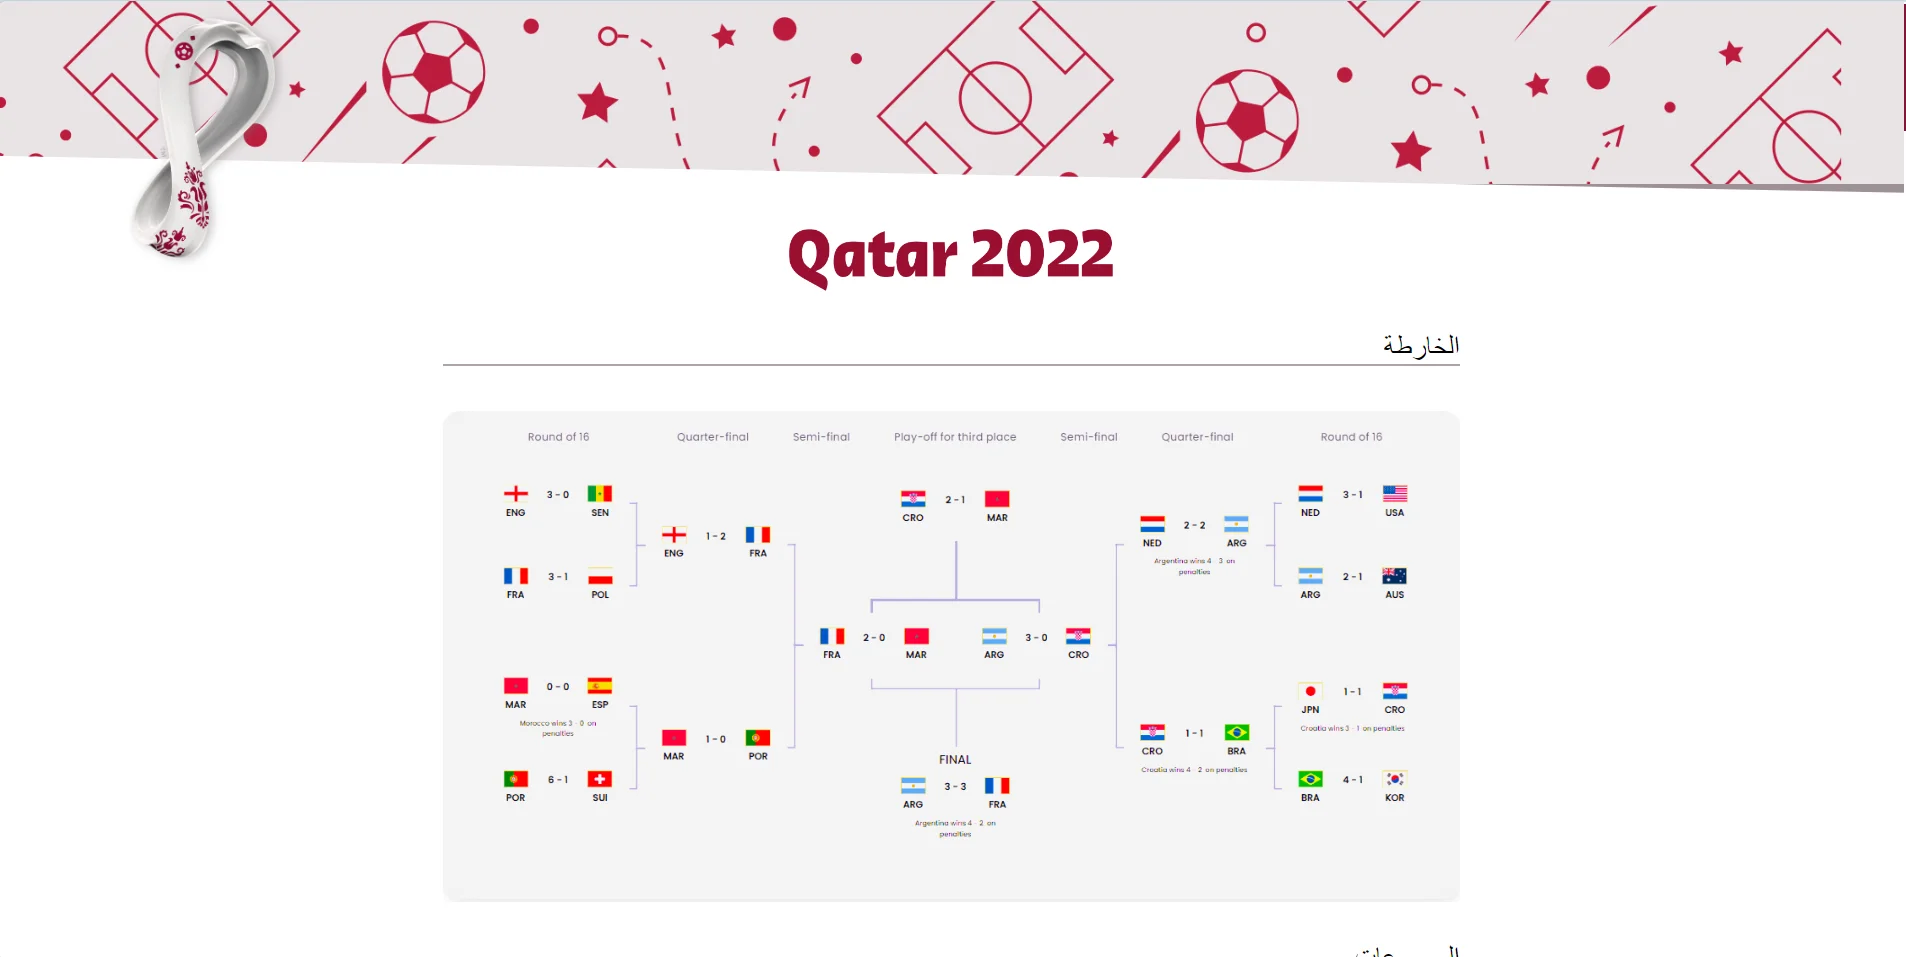 Qatar 2022
الخارطة
Round of 16 Quarter-final Semi-final Play-off for third place Semi-final Quarter-final Round of 16
3 - 0
ENG SEN
3 - 1
FRA POL
0 - 0
MAR ESP
Morocco wins 3 - 0 on
penalties
6 - 1
POR SUI
1 - 2
ENG FRA
1 - 0
MAR POR
2 - 0
FRA MAR
2 - 1
CRO MAR
FINAL
3 - 3
ARG FRA
Argentina wins 4 - 2 on
penalties
3 - 0
ARG CRO
2 - 2
NED ARG
Argentina wins 4 - 3 on
penalties
1 - 1
CRO BRA
Croatia wins 4 - 2 on penalties
3 - 1
NED USA
2 - 1
ARG AUS
1 - 1
JPN CRO
Croatia wins 3 - 1 on penalties
4 - 1
BRA KOR